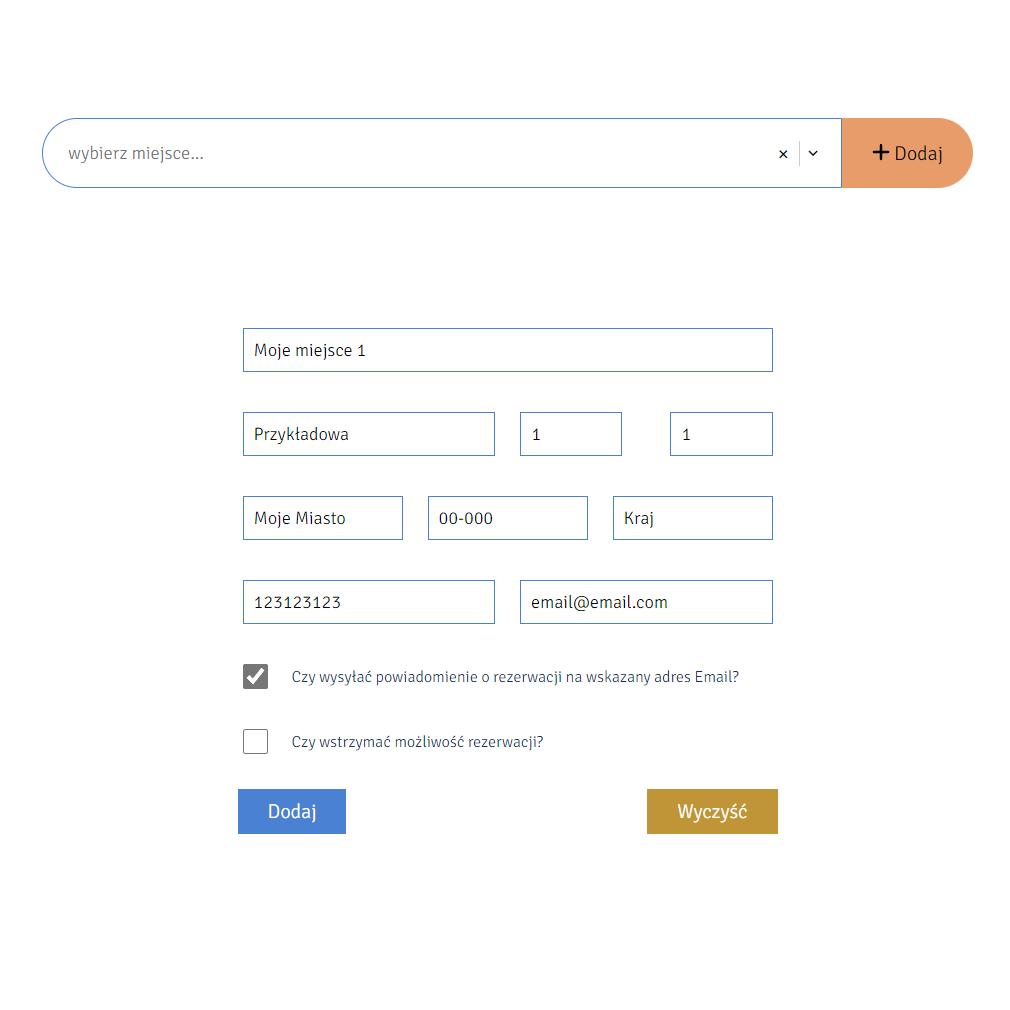 wybierz miejsce... × Dodaj
Moje miejsce 1
Przykładowa 1 1
Moje Miasto 00-000 Kraj
123123123 email@email.com
Czy wysyłać powiadomienie o rezerwacji na wskazany adres Email?
Czy wstrzymać możliwość rezerwacji?
Dodaj Wyczyść